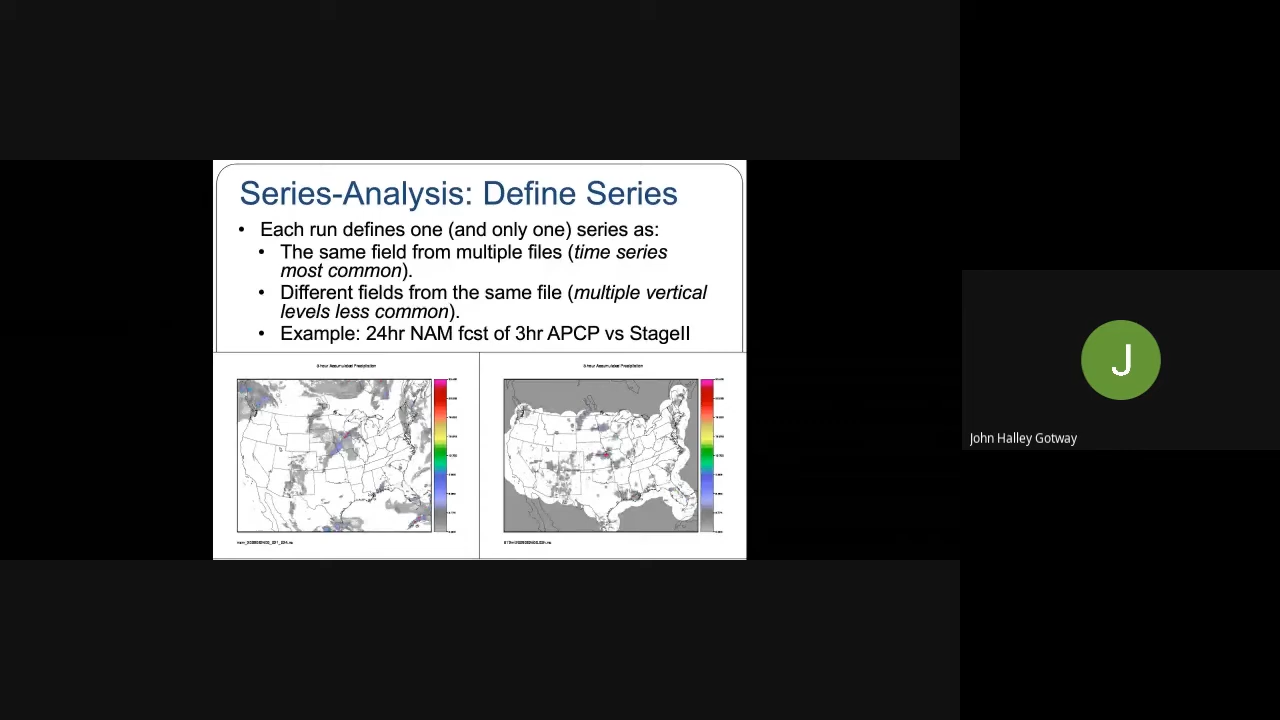 Series-Analysis: Define Series
• Each run defines one (and only one) series as:
• The same field from multiple files (time series
most common).
• Different fields from the same file (multiple vertical
levels less common).
• Example: 24hr NAM fcst of 3hr APCP vs StageII
J
John Halley Gotway